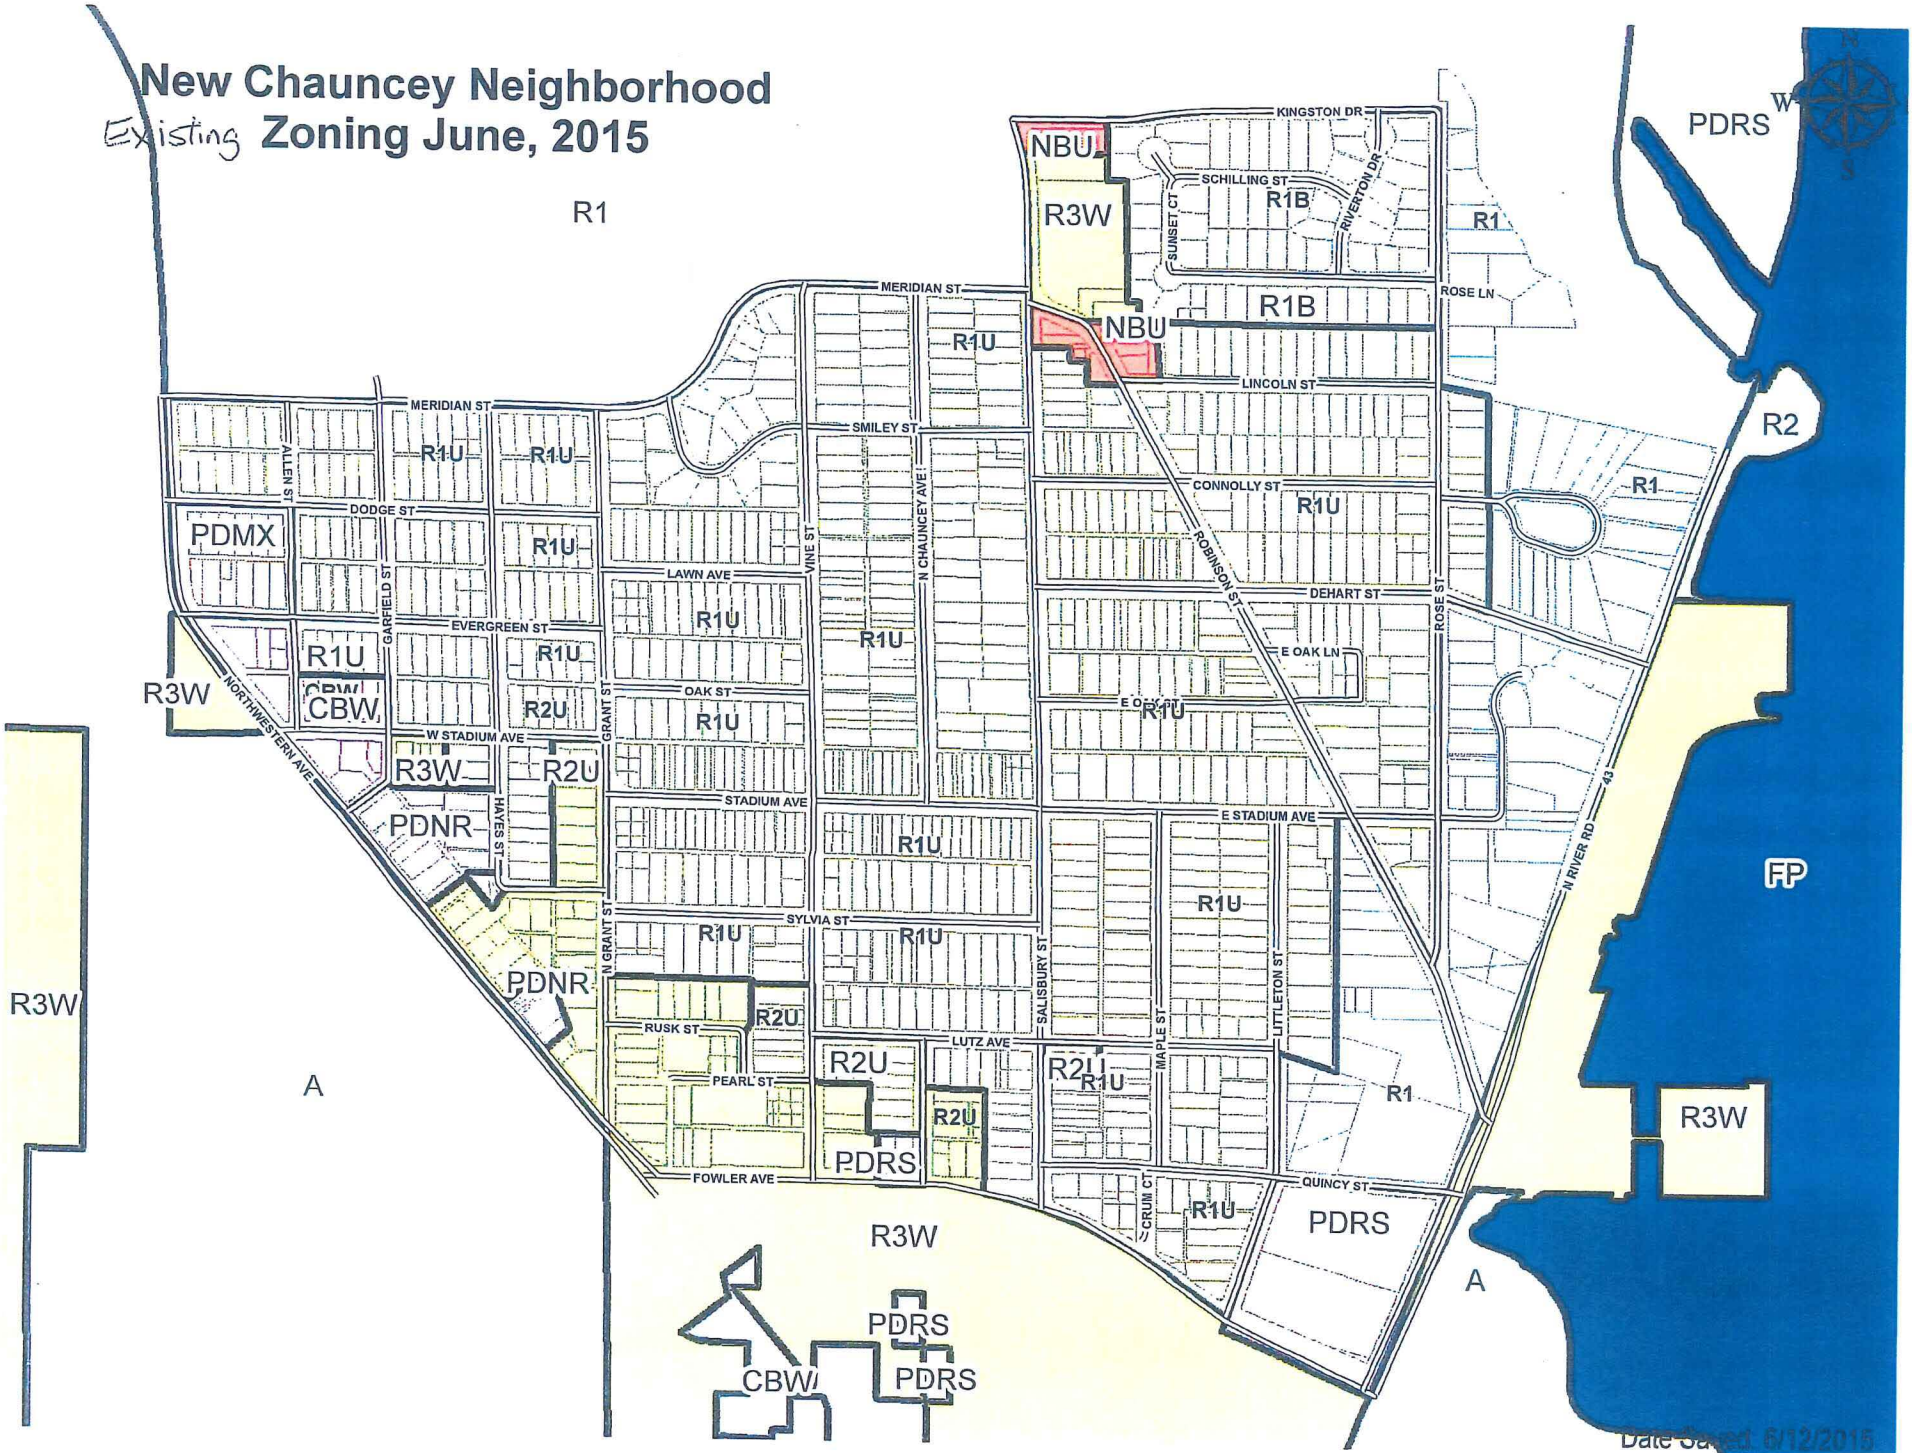 New Chauncey Neighborhood
Existing Zoning June, 2015
N
W
S
PDRS
KINGSTON DR
NBU
SCHILLING ST
R1B
RIVERTON DR
SUNSET CT
R3W
R1
R1
MERIDIAN ST
ROSE LN
R1B
NBU
R1U
LINCOLN ST
MERIDIAN ST
R2
SMILEY ST
R1U
R1U
ALLEN ST
CONNOLLY ST
R1
N CHAUNCEY AVE
R1U
DODGE ST
PDMX
R1U
VINE ST
ROBINSON ST
LAWN AVE
GARFIELD ST
DEHART ST
ROSE ST
R1U
EVERGREEN ST
R1U
R1U
R1U
E OAK LN
R3W
NORTHWESTERN AVE
CBW
CBW
R2U
GRANT ST
OAK ST
R1U
R1U
W STADIUM AVE
R3W
R2U
STADIUM AVE
E STADIUM AVE
43
N RIVER RD
PDNR
HAYES ST
R1U
FP
R1U
SYLVIA ST
R1U
R1U
N GRANT ST
SALISBURY ST
LITTLETON ST
PDNR
R3W
R2U
RUSK ST
MAPLE ST
LUTZ AVE
R2U
R2U
R1U
PEARL ST
A
R1
R2U
R3W
PDRS
FOWLER AVE
QUINCY ST
CRUM CT
R1U
PDRS
R3W
A
PDRS
CBW
PDRS
Date Saved: 6/12/2015